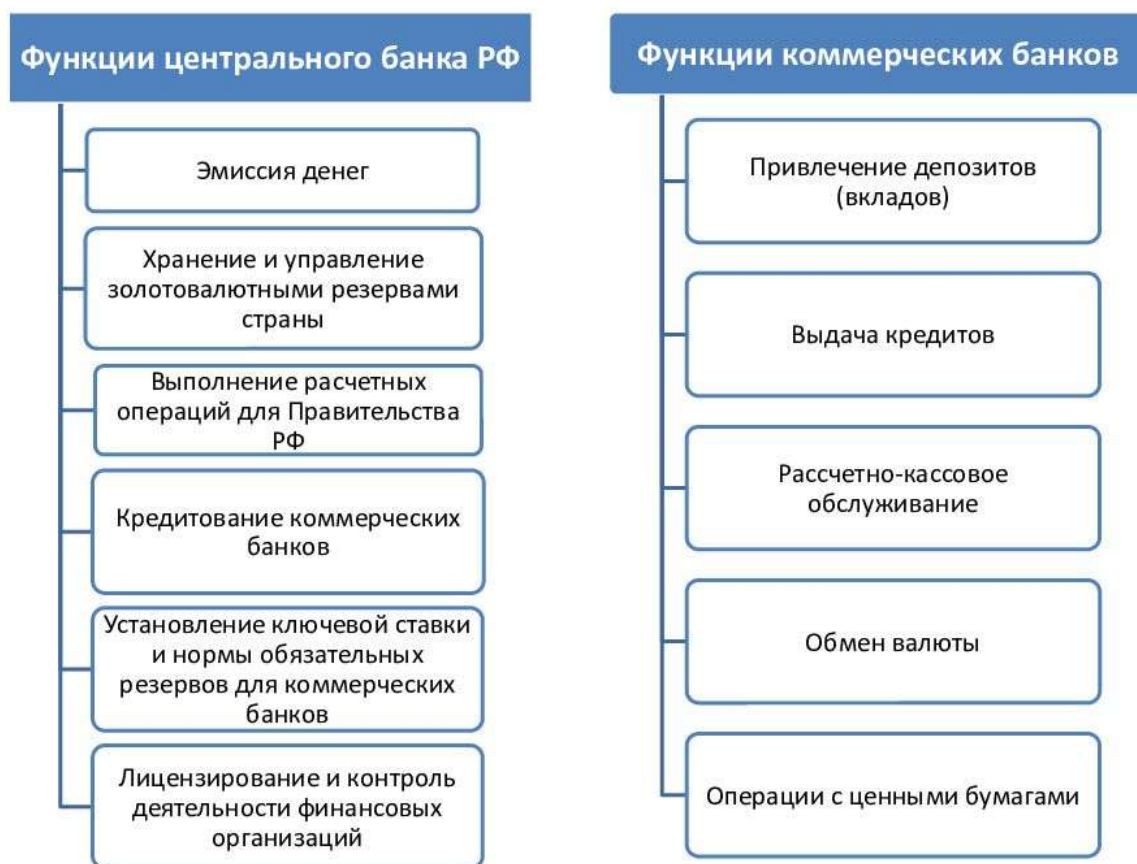 Функции центрального банка РФ
Эмиссия денег
Хранение и управление
золотовалютными резервами
страны
Выполнение расчетных
операций для Правительства
РФ
Кредитование коммерческих
банков
Установление ключевой ставки
и нормы обязательных
резервов для коммерческих
банков
Лицензирование и контроль
деятельности финансовых
организаций
Функции коммерческих банков
Привлечение депозитов
(вкладов)
Выдача кредитов
Рассчетно-кассовое
обслуживание
Обмен валюты
Операции с ценными бумагами